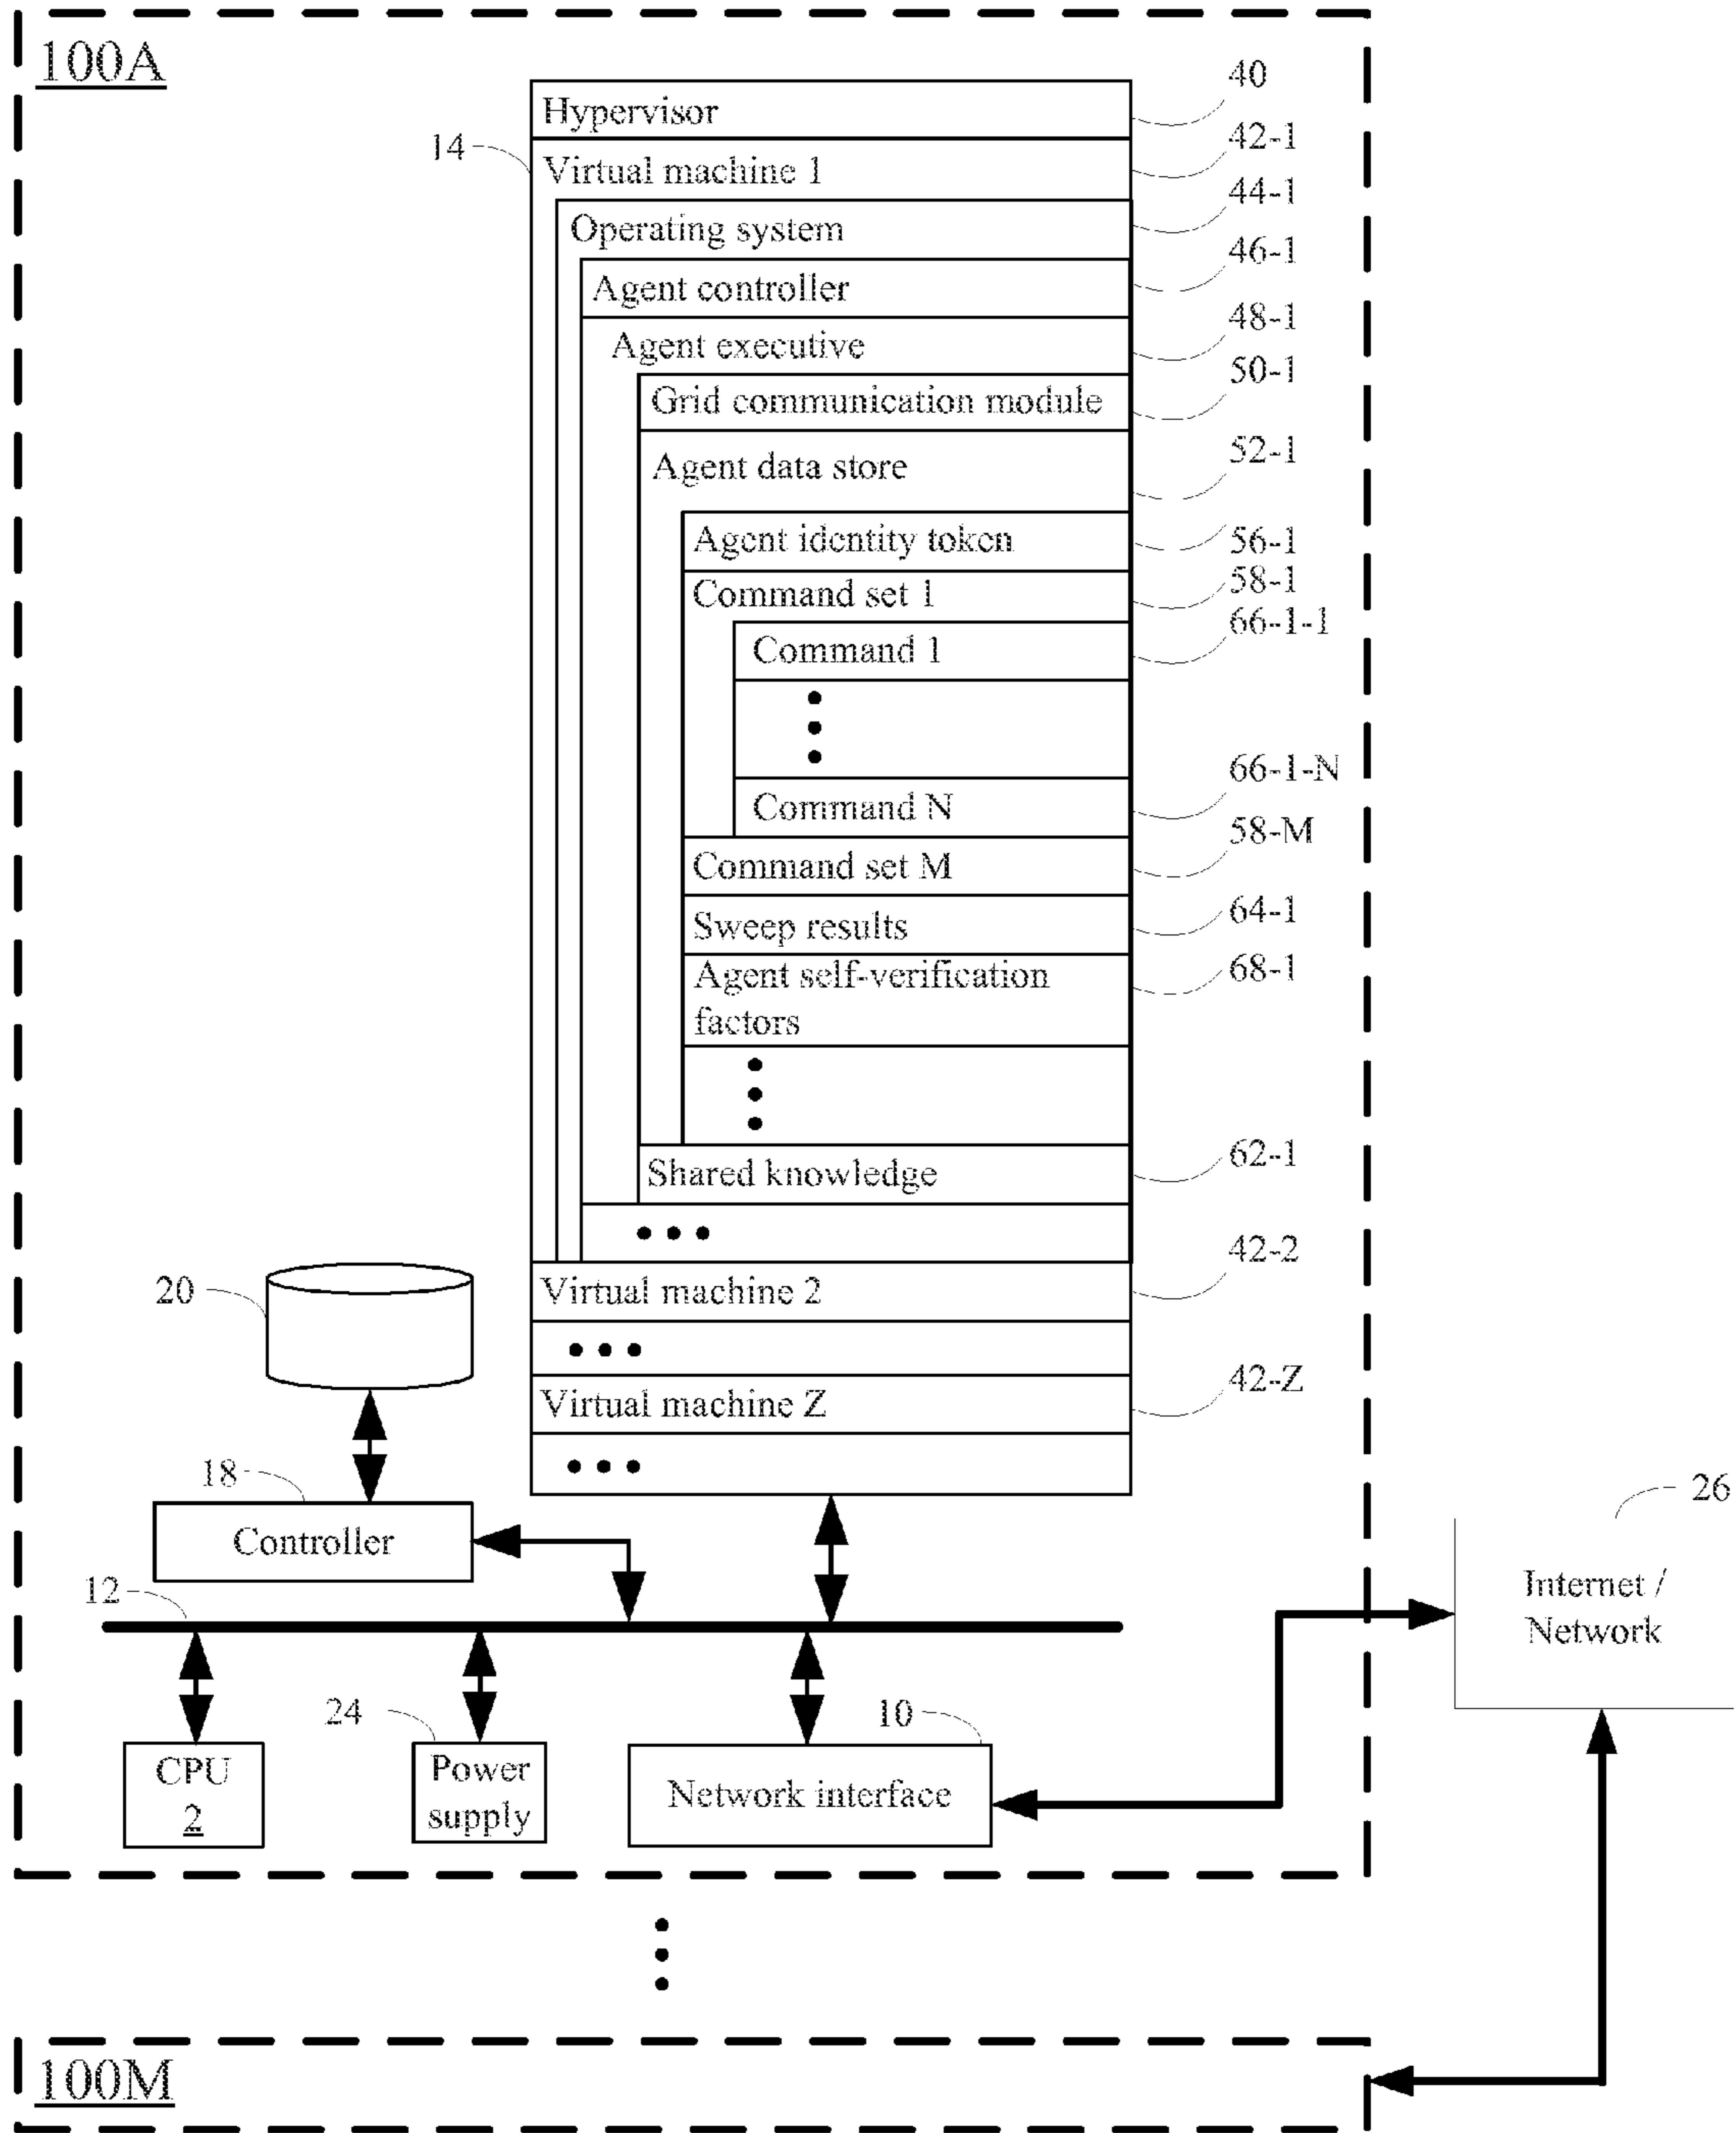 100A
Hypervisor
40
14
Virtual machine 1
42-1
Operating system
44-1
Agent controller
46-1
Agent executive
48-1
Grid communication module
50-1
Agent data store
52-1
Agent identity token
56-1
Command set 1
58-1
Command 1
66-1-1
Command N
66-1-N
Command set M
58-M
Sweep results
64-1
Agent self-verification
factors
68-1
Shared knowledge
62-1
Virtual machine 2
42-2
20
Virtual machine Z
42-Z
18
Controller
12
26
Internet /
Network
CPU
2
24
Power
supply
10
Network interface
100M